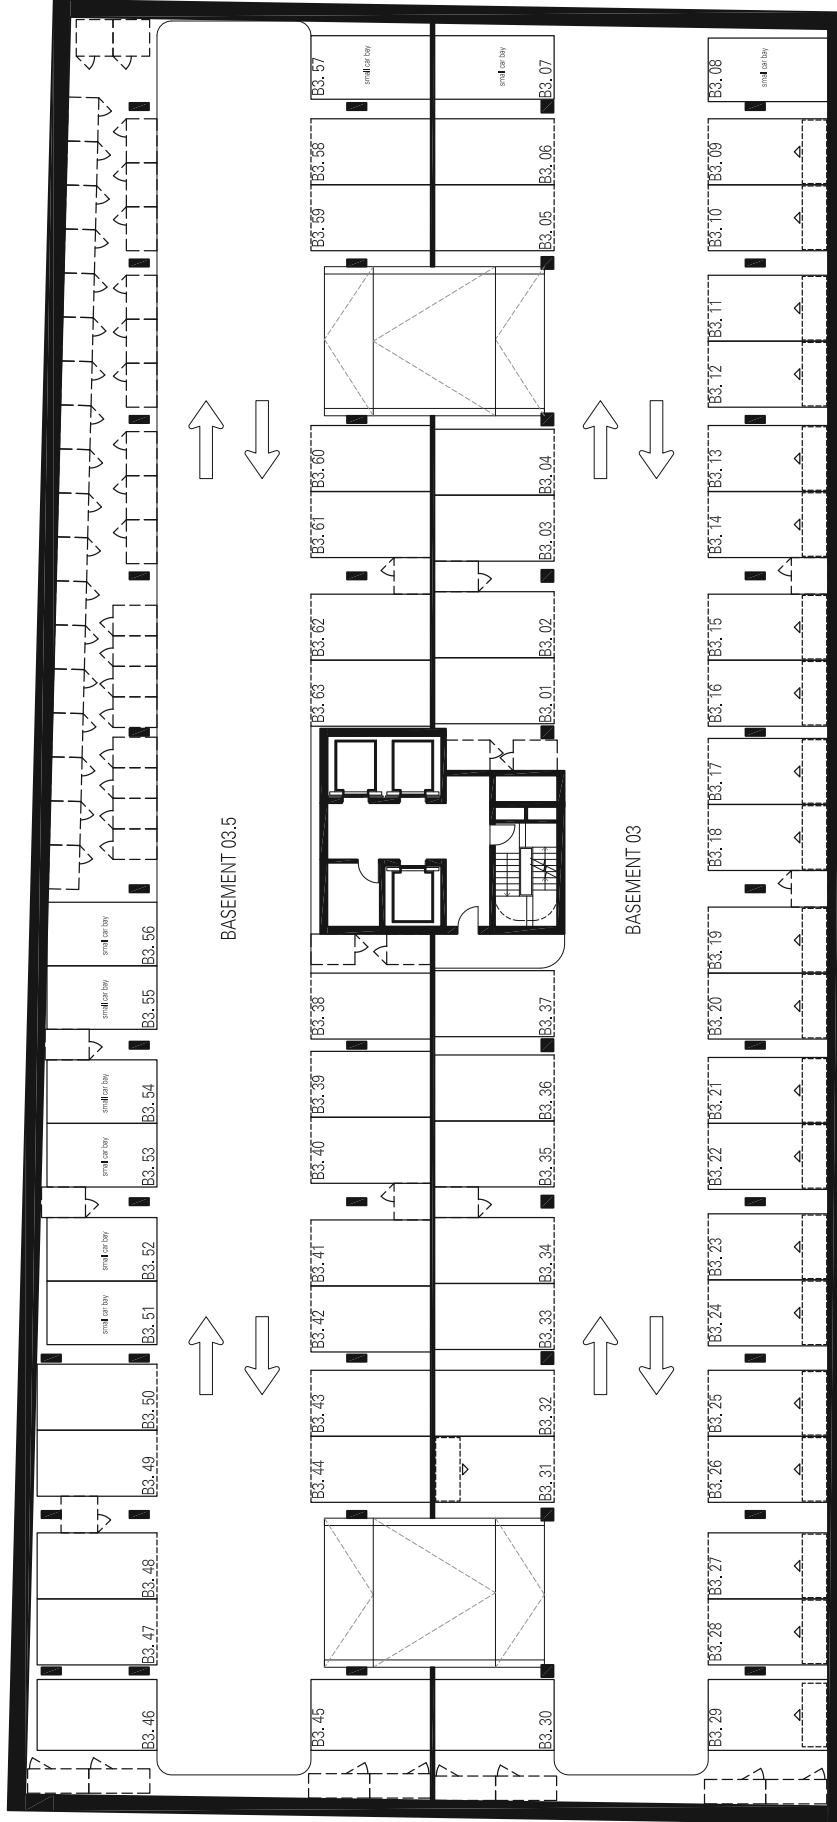 B3. 57
small car bay
small car bay
B3. 07
B3. 08
small car bay
B3. 58
B3. 06
B3. 09
B3. 59
B3. 05
B3. 10
B3. 11
B3. 12
B3. 60
B3. 04
B3. 13
B3. 61
B3. 03
B3. 14
B3. 62
B3. 02
B3. 15
B3. 63
B3. 01
B3. 16
B3. 17
B3. 18
BASEMENT 03.5
BASEMENT 03
small car bay
B3. 56
B3. 19
small car bay
B3. 55
B3. 38
B3. 37
B3. 20
small car bay
B3. 54
B3. 39
B3. 36
B3. 21
small car bay
B3. 53
B3. 40
B3. 35
B3. 22
small car bay
B3. 52
B3. 41
B3. 34
B3. 23
small car bay
B3. 51
B3. 42
B3. 33
B3. 24
B3. 50
B3. 43
B3. 32
B3. 25
B3. 49
B3. 44
B3. 31
B3. 26
B3. 48
B3. 27
B3. 47
B3. 28
B3. 46
B3. 45
B3. 30
B3. 29